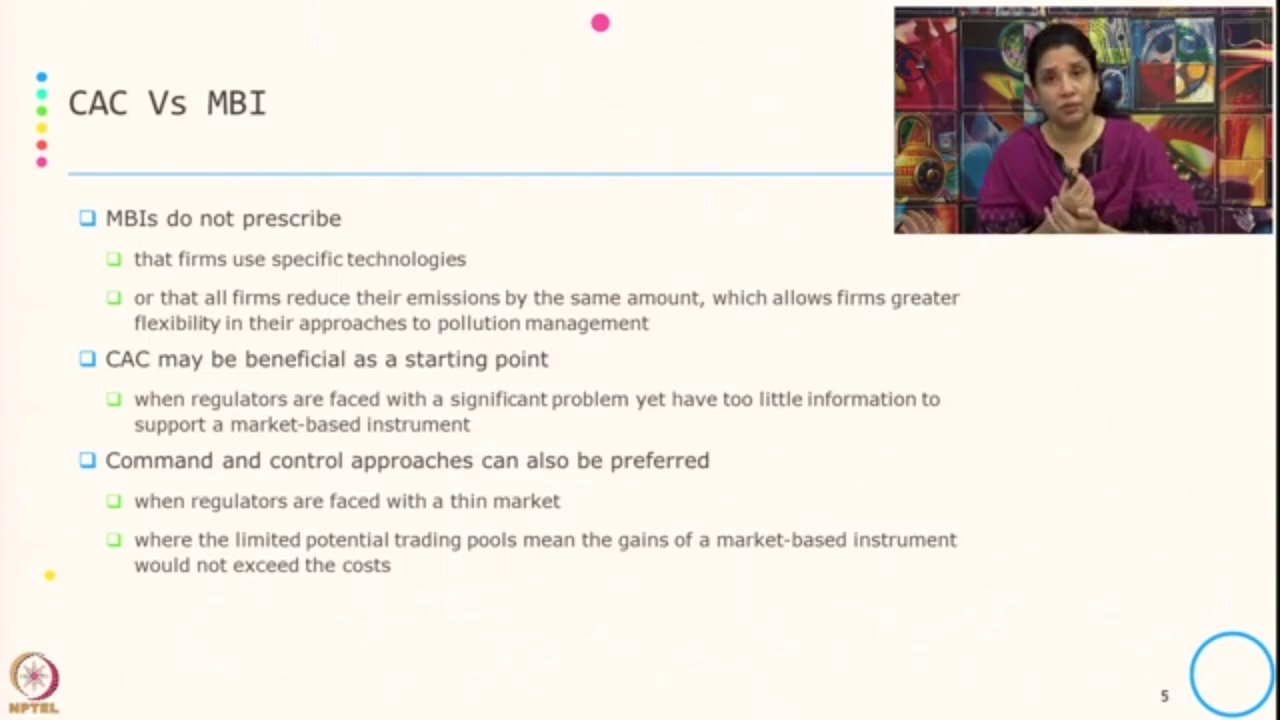 CAC Vs MBI
MBIs do not prescribe
that firms use specific technologies
or that all firms reduce their emissions by the same amount, which allows firms greater
flexibility in their approaches to pollution management
CAC may be beneficial as a starting point
when regulators are faced with a significant problem yet have too little information to
support a market-based instrument
Command and control approaches can also be preferred
when regulators are faced with a thin market
where the limited potential trading pools mean the gains of a market-based instrument
would not exceed the costs
NPTEL
5